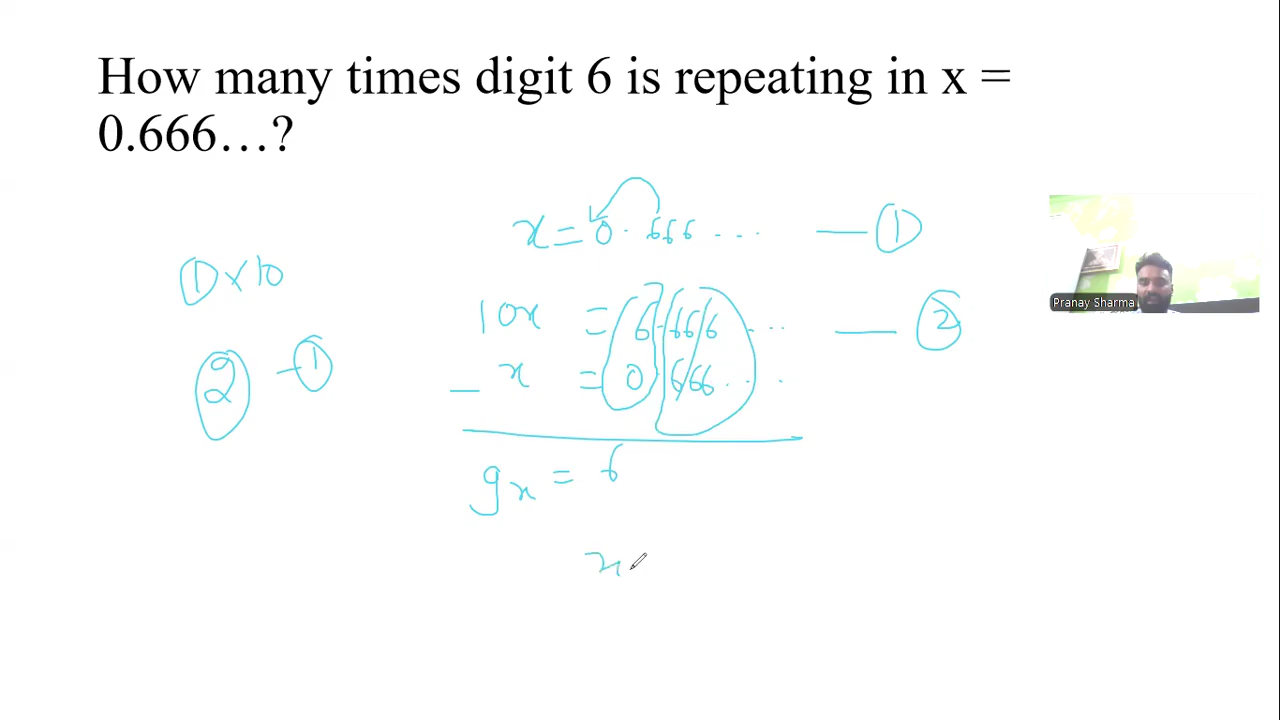 How many times digit 6 is repeating in x =
0.666…?
x = 0.666... — ①
① × 10
10x = 6.666... — ②
② - ①
- x = 0.666...
9x = 6
x
Pranay Sharma